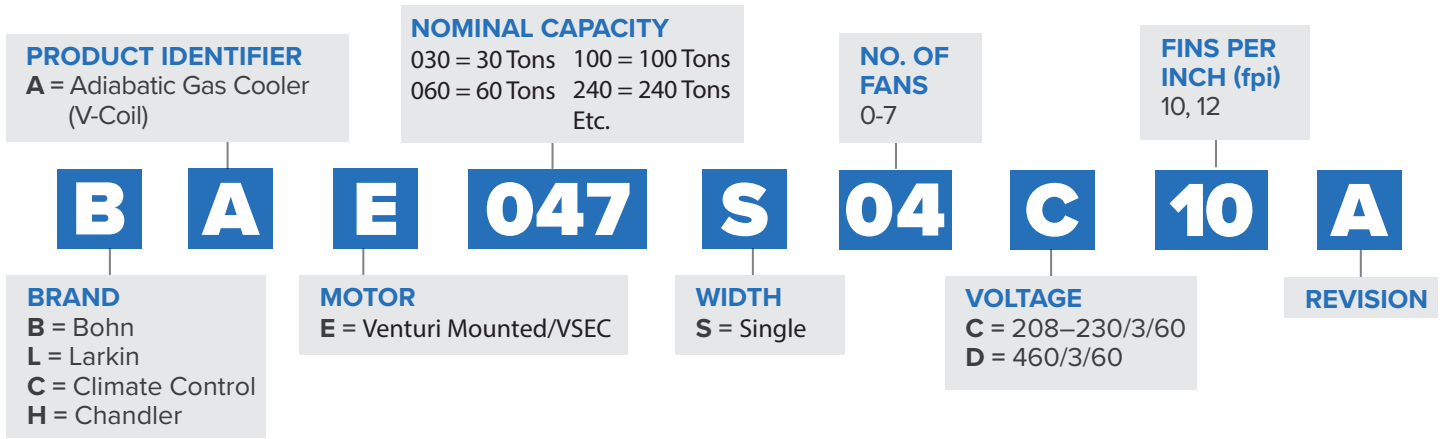 PRODUCT IDENTIFIER
A = Adiabatic Gas Cooler
(V-Coil)
NOMINAL CAPACITY
030 = 30 Tons 100 = 100 Tons
060 = 60 Tons 240 = 240 Tons
Etc.
NO. OF
FANS
0-7
FINS PER
INCH (fpi)
10, 12
B A E 047 S 04 C 10 A
BRAND
B = Bohn
L = Larkin
C = Climate Control
H = Chandler
MOTOR
E = Venturi Mounted/VSEC
WIDTH
S = Single
VOLTAGE
C = 208–230/3/60
D = 460/3/60
REVISION